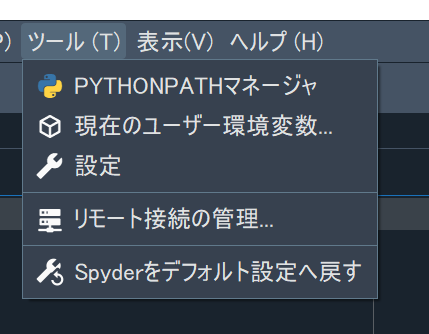 P) ツール (T) 表示(V) ヘルプ (H)
PYTHONPATHマネージャ
現在のユーザー環境変数...
設定
リモート接続の管理...
Spyderをデフォルト設定へ戻す